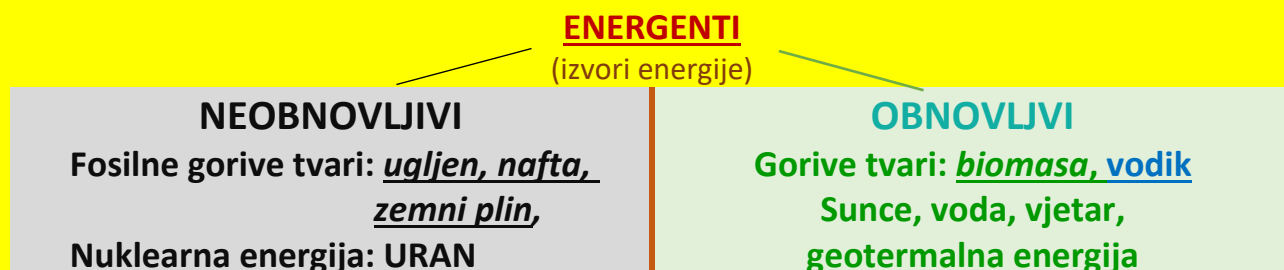 ENERGENTI
(izvori energije)
NEOBNOVLJIVI
Fosilne gorive tvari: ugljen, nafta,
zemni plin,
Nuklearna energija: URAN
OBNOVLJVI
Gorive tvari: biomasa, vodik
Sunce, voda, vjetar,
geotermalna energija